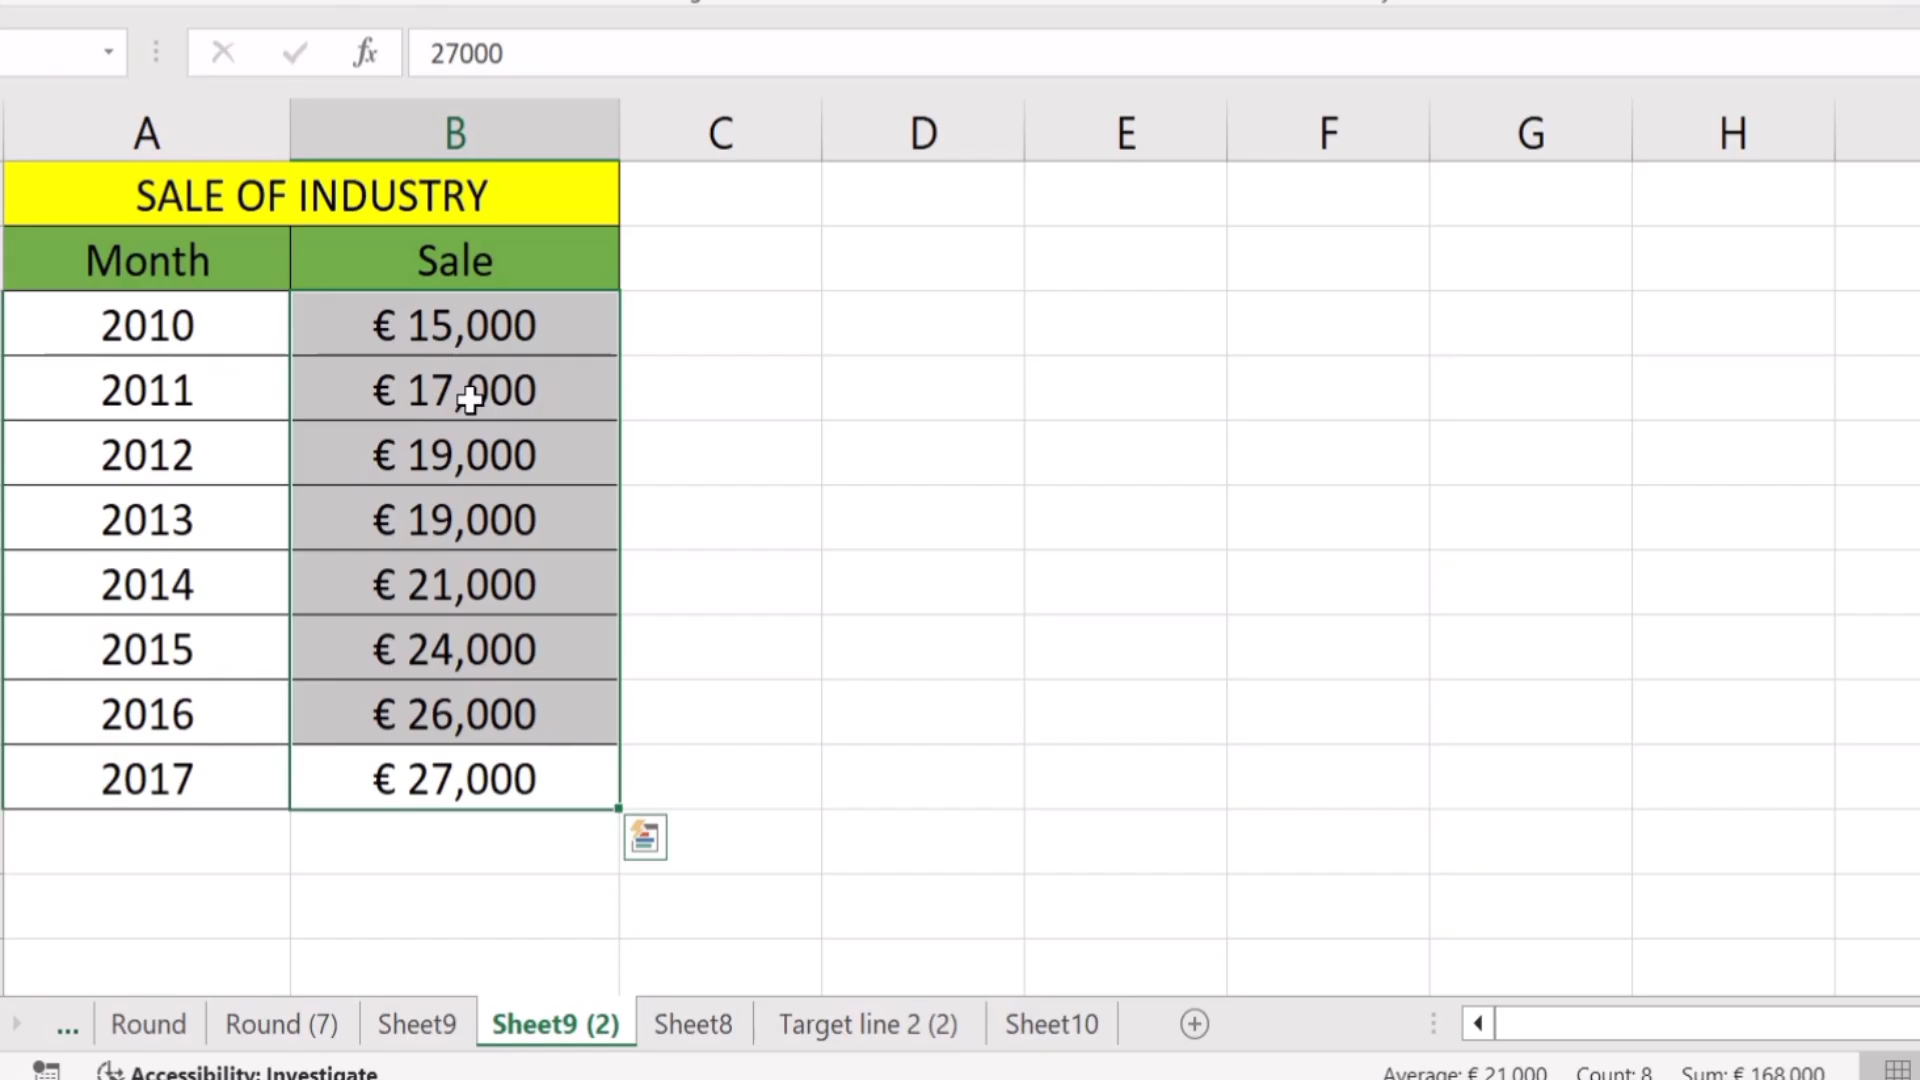 fx 27000
A B C D E F G H
SALE OF INDUSTRY
Month Sale
2010 € 15,000
2011 € 17,000
2012 € 19,000
2013 € 19,000
2014 € 21,000
2015 € 24,000
2016 € 26,000
2017 € 27,000
... Round Round (7) Sheet9 Sheet9 (2) Sheet8 Target line 2 (2) Sheet10
Accessibility: Investigate Average: € 21,000 Count: 8 Sum: € 168,000